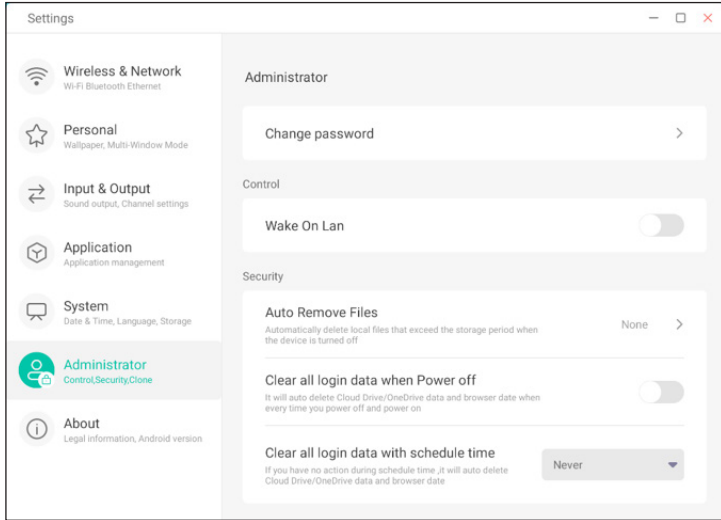 Settings
Wireless & Network
Wi-Fi Bluetooth Ethernet
Personal
Wallpaper, Multi-Window Mode
Input & Output
Sound output, Channel settings
Application
Application management
System
Date & Time, Language, Storage
Administrator
Control,Security,Clone
About
Legal information, Android version
Administrator
Change password
Control
Wake On Lan
Security
Auto Remove Files
Automatically delete local files that exceed the storage period when
the device is turned off
None
Clear all login data when Power off
It will auto delete Cloud Drive/OneDrive data and browser date when
every time you power off and power on
Clear all login data with schedule time
If you have no action during schedule time ,it will auto delete
Cloud Drive/OneDrive data and browser date
Never